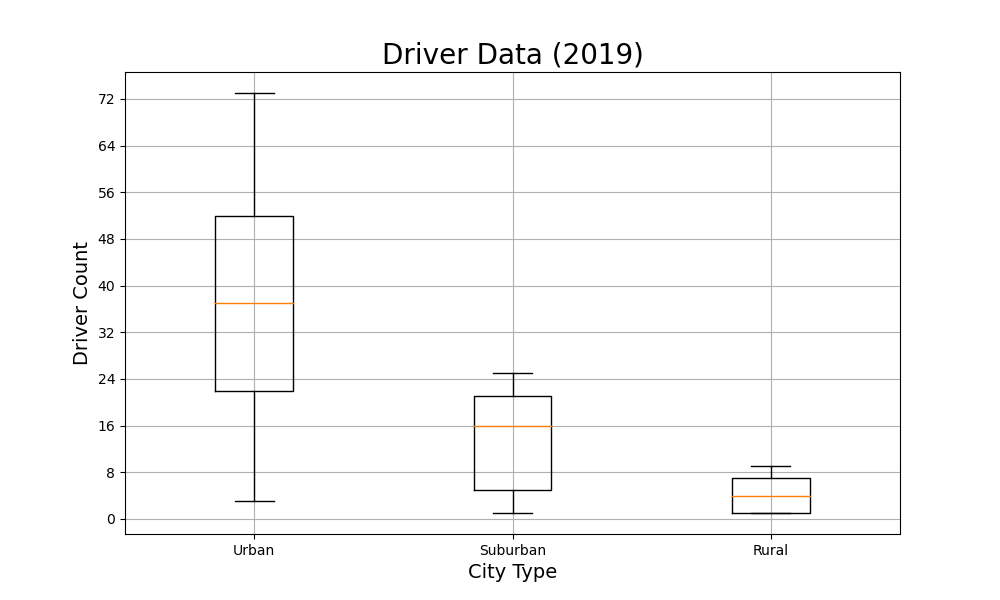 Driver Data (2019)
Driver Count
72
64
56
48
40
32
24
16
8
0
Urban
Suburban
Rural
City Type